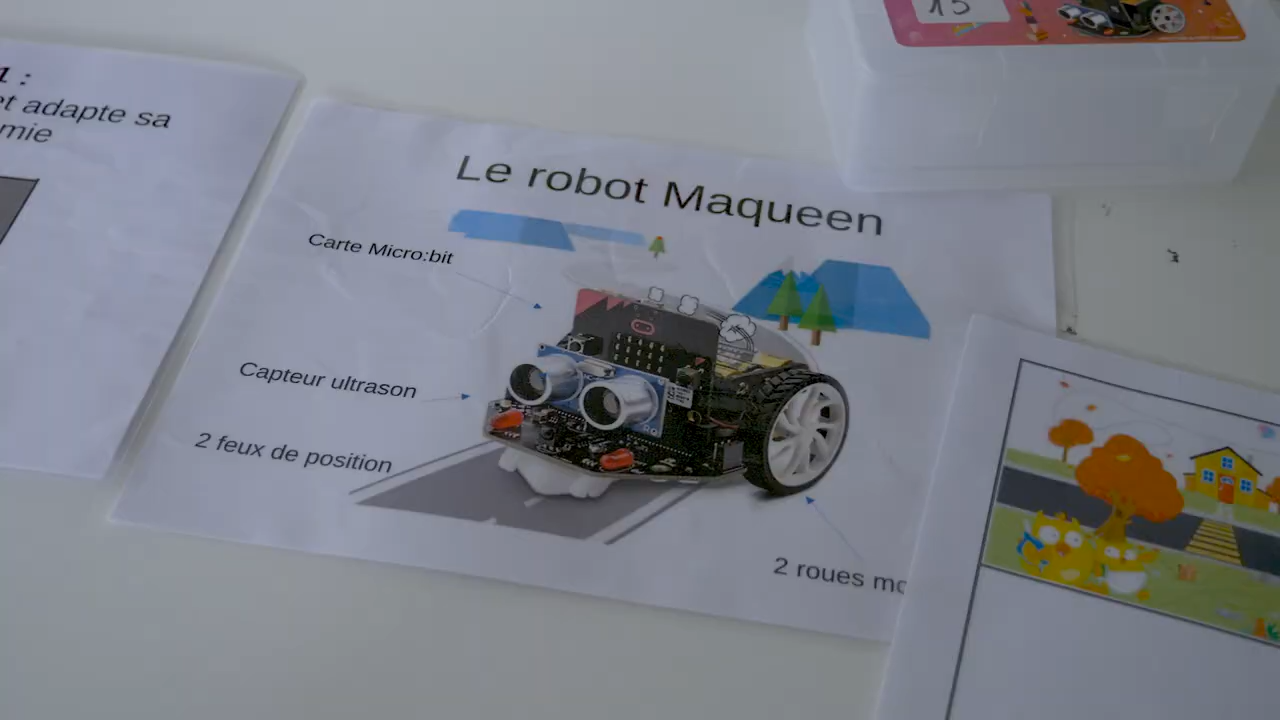 15
1 :
et adapte sa
mie
Le robot Maqueen
Carte Micro:bit
Capteur ultrason
2 feux de position
2 roues mo